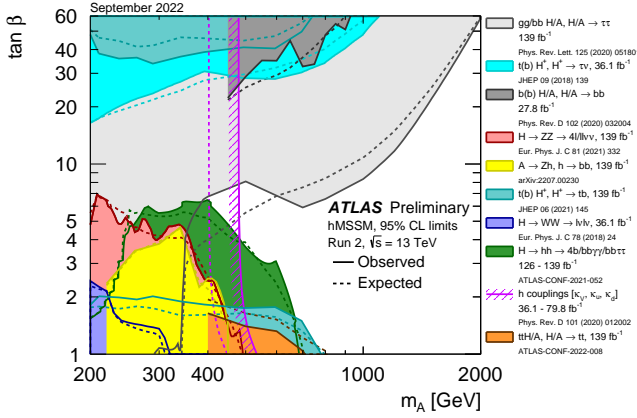 September 2022
tan β
60
40
30
20
10
6
5
4
3
2
1
200
300
400
1000
2000
m_A [GeV]
ATLAS Preliminary
hMSSM, 95% CL limits
Run 2, √s = 13 TeV
Observed
Expected
gg/bb H/A, H/A → ττ
139 fb⁻¹
Phys. Rev. Lett. 125 (2020) 05180
t(b) H⁺, H⁺ → τν, 36.1 fb⁻¹
JHEP 09 (2018) 139
b(b) H/A, H/A → bb
27.8 fb⁻¹
Phys. Rev. D 102 (2020) 032004
H → ZZ → 4l/llνν, 139 fb⁻¹
Eur. Phys. J. C 81 (2021) 332
A → Zh, h → bb, 139 fb⁻¹
arXiv:2207.00230
t(b) H⁺, H⁺ → tb, 139 fb⁻¹
JHEP 06 (2021) 145
H → WW → lνlν, 36.1 fb⁻¹
Eur. Phys. J. C 78 (2018) 24
H → hh → 4b/bbγγ/bbττ
126 - 139 fb⁻¹
ATLAS-CONF-2021-052
h couplings [κ_V, κ_u, κ_d]
36.1 - 79.8 fb⁻¹
Phys. Rev. D 101 (2020) 012002
ttH/A, H/A → tt, 139 fb⁻¹
ATLAS-CONF-2022-008